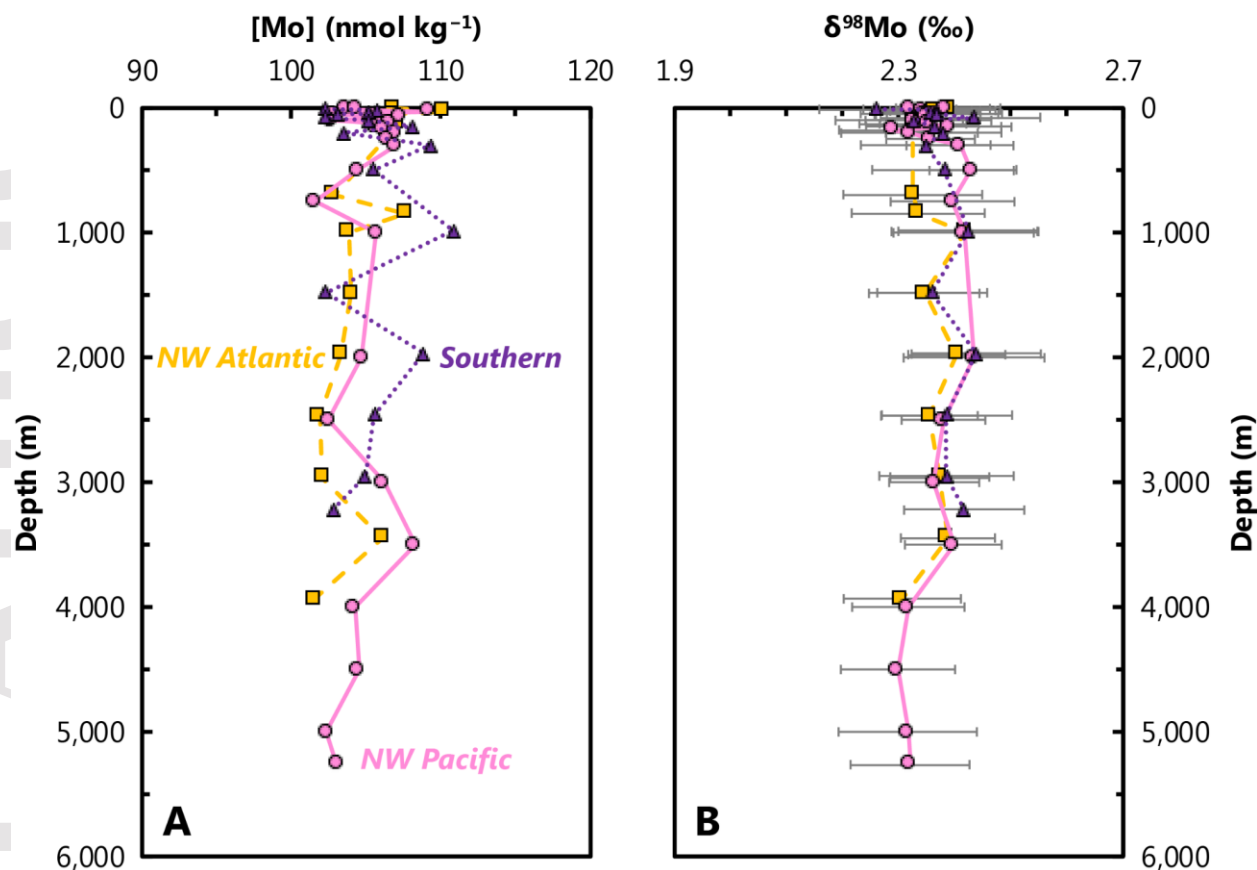 [Mo] (nmol kg⁻¹)
δ⁹⁸Mo (‰)
90 100 110 120
1.9 2.3 2.7
0
1,000
2,000
3,000
4,000
5,000
6,000
Depth (m)
NW Atlantic
Southern
NW Pacific
A
B
0
1,000
2,000
3,000
4,000
5,000
6,000
Depth (m)